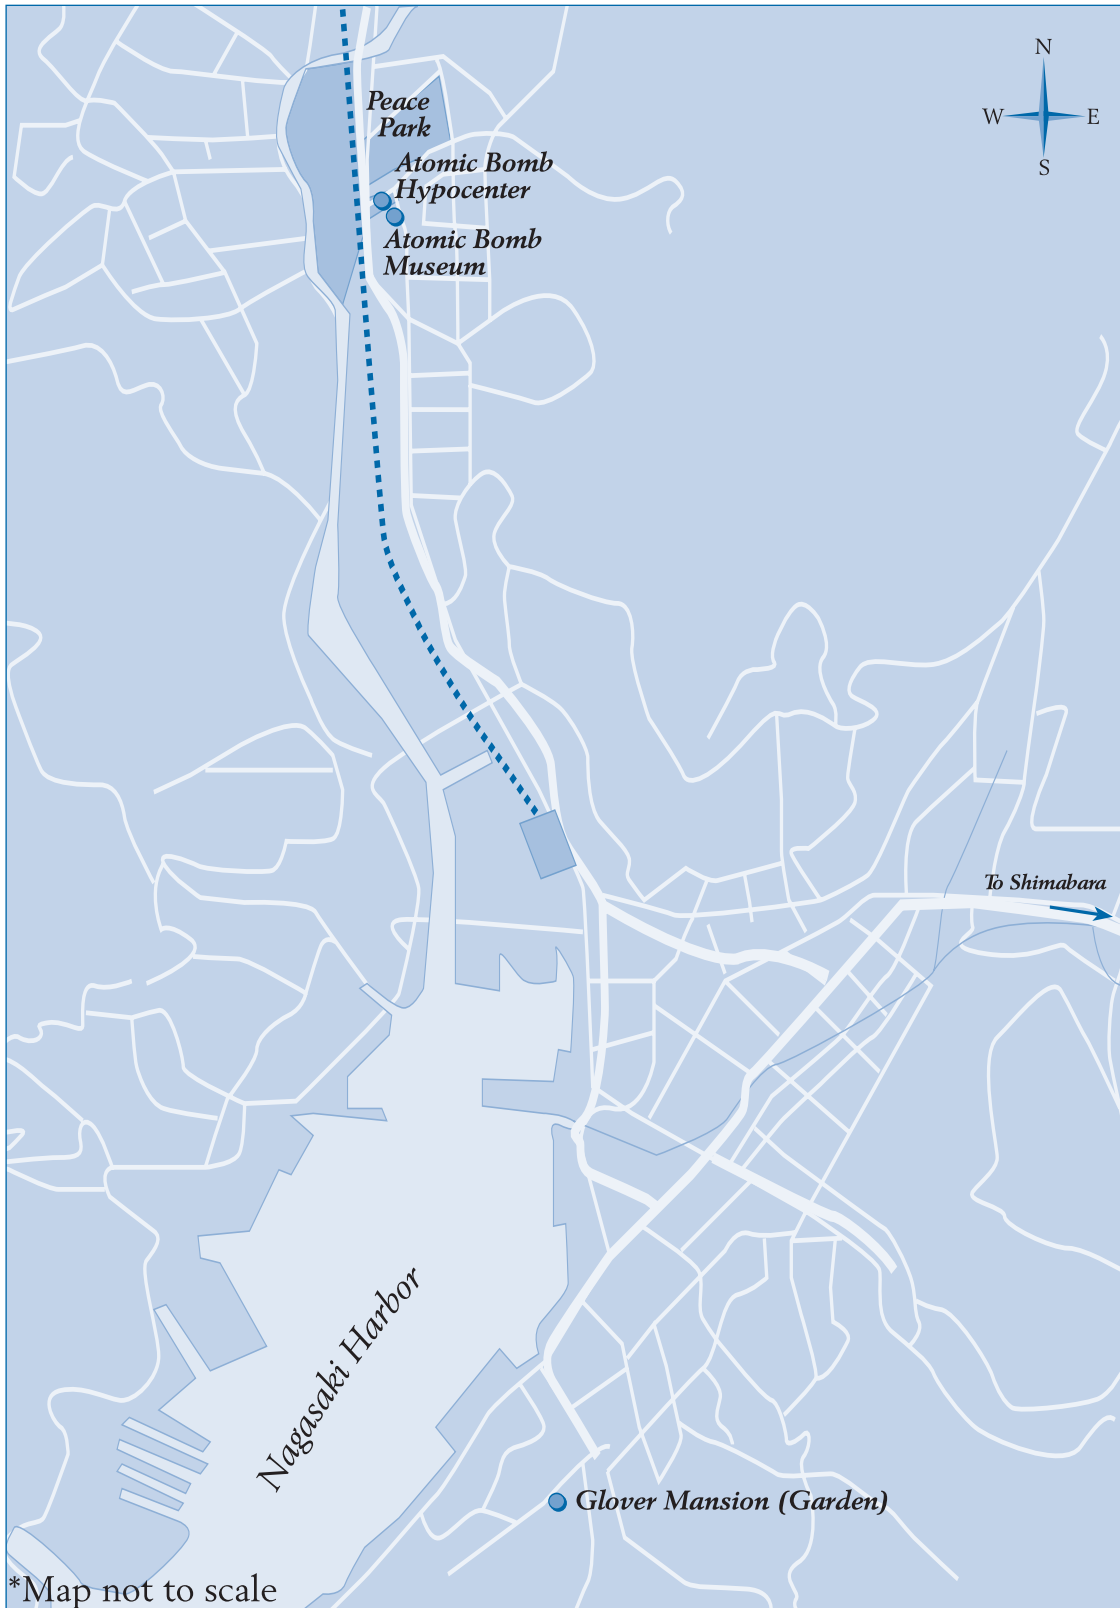 N
W E
S
Peace
Park
Atomic Bomb
Hypocenter
Atomic Bomb
Museum
To Shimabara
Nagasaki Harbor
Glover Mansion (Garden)
*Map not to scale